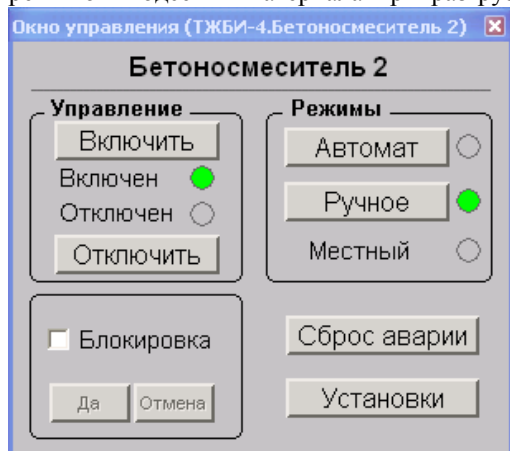 Окно управления (ТЖБИ-4.Бетоносмеситель 2)
Бетоносмеситель 2
Управление
Включить
Включен
Отключен
Отключить
Режимы
Автомат
Ручное
Местный
Блокировка
Да Отмена
Сброс аварии
Установки